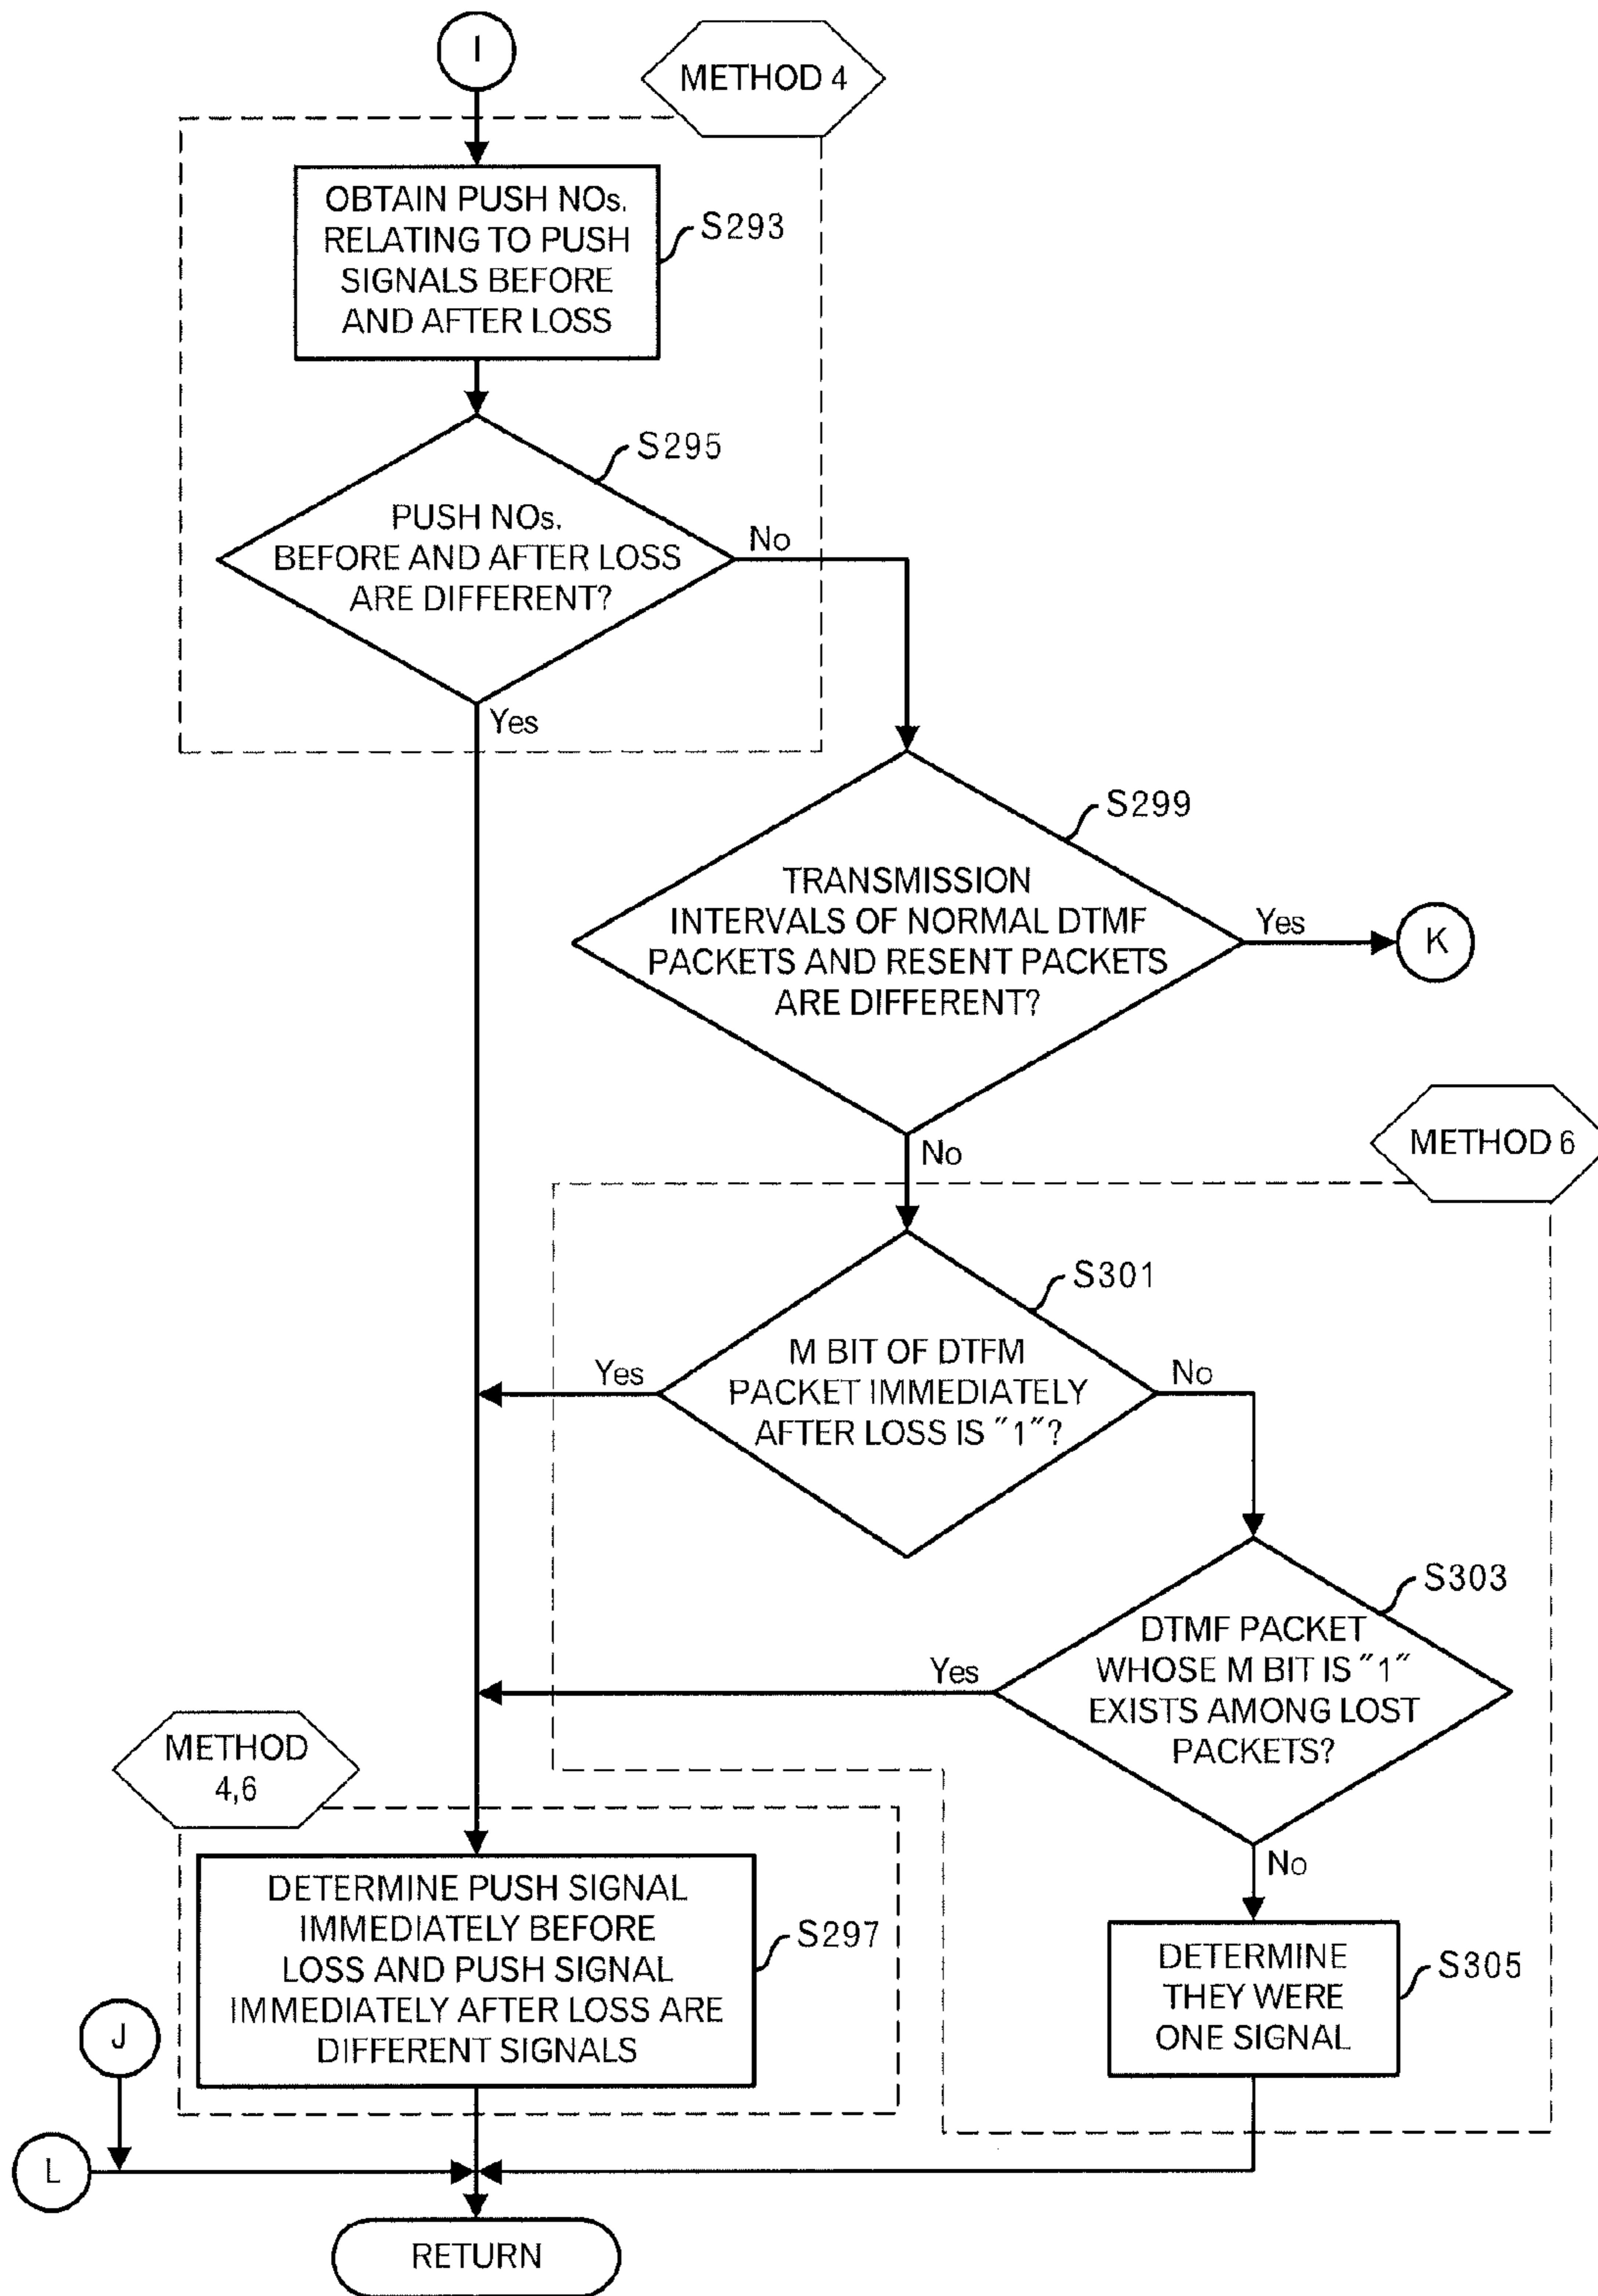 I
METHOD 4
OBTAIN PUSH NOs.
RELATING TO PUSH
SIGNALS BEFORE
AND AFTER LOSS
S293
S295
PUSH NOs.
BEFORE AND AFTER LOSS
ARE DIFFERENT?
No
Yes
S299
TRANSMISSION
INTERVALS OF NORMAL DTMF
PACKETS AND RESENT PACKETS
ARE DIFFERENT?
Yes
K
No
METHOD 6
S301
M BIT OF DTFM
PACKET IMMEDIATELY
AFTER LOSS IS ″1″?
Yes
No
S303
DTMF PACKET
WHOSE M BIT IS ″1″
EXISTS AMONG LOST
PACKETS?
Yes
No
METHOD
4,6
DETERMINE PUSH SIGNAL
IMMEDIATELY BEFORE
LOSS AND PUSH SIGNAL
IMMEDIATELY AFTER LOSS ARE
DIFFERENT SIGNALS
S297
DETERMINE
THEY WERE
ONE SIGNAL
S305
J
L
RETURN